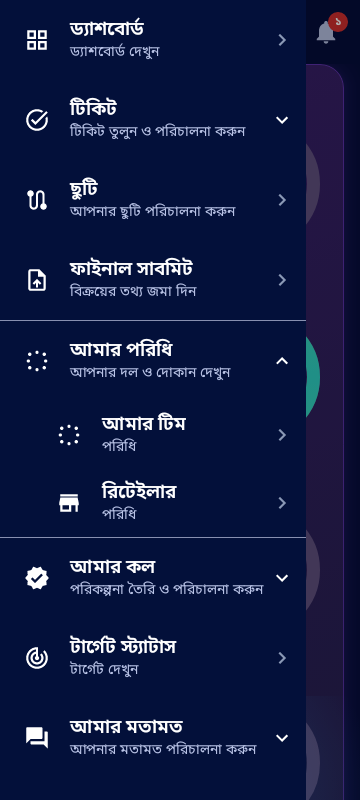 ড্যাশবোর্ড
ড্যাশবোর্ড দেখুন
১
টিকিট
টিকিট তুলুন ও পরিচালনা করুন
ছুটি
আপনার ছুটি পরিচালনা করুন
ফাইনাল সাবমিট
বিক্রয়ের তথ্য জমা দিন
আমার পরিধি
আপনার দল ও দোকান দেখুন
আমার টিম
পরিধি
রিটেইলার
পরিধি
আমার কল
পরিকল্পনা তৈরি ও পরিচালনা করুন
টার্গেট স্ট্যাটাস
টার্গেট দেখুন
আমার মতামত
আপনার মতামত পরিচালনা করুন